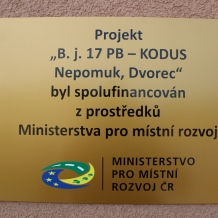 Projekt
„B. j. 17 PB – KODUS
Nepomuk, Dvorec“
byl spolufinancován
z prostředků
Ministerstva pro místní rozvoj
MINISTERSTVO
PRO MÍSTNÍ
ROZVOJ ČR